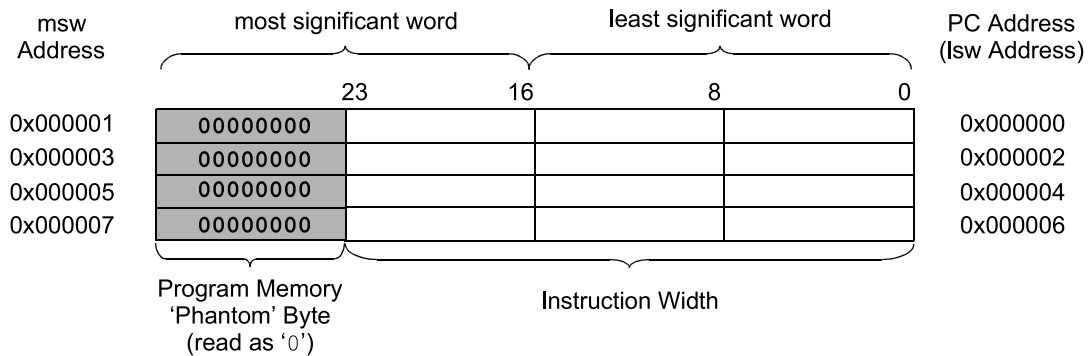 msw
Address
most significant word
least significant word
PC Address
(lsw Address)
23
16
8
0
0x000001
00000000
0x000000
0x000003
00000000
0x000002
0x000005
00000000
0x000004
0x000007
00000000
0x000006
Program Memory
‘Phantom’ Byte
(read as ‘0’)
Instruction Width